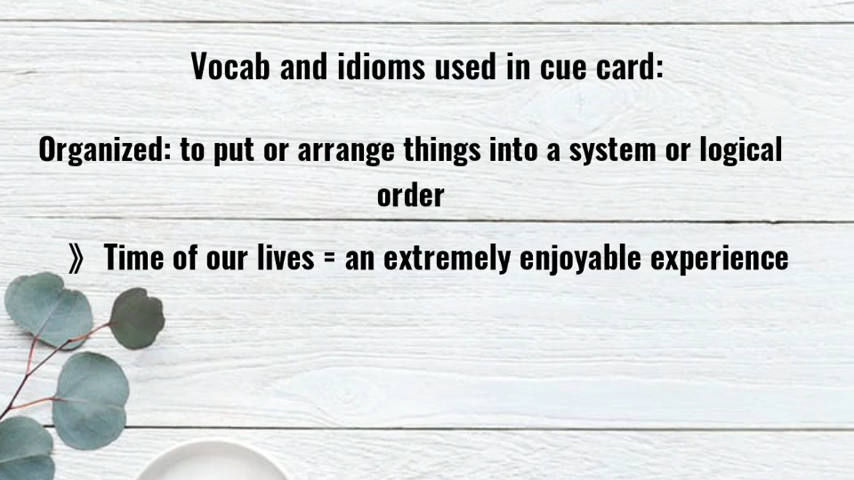 Vocab and idioms used in cue card:
Organized: to put or arrange things into a system or logical
order
》 Time of our lives = an extremely enjoyable experience